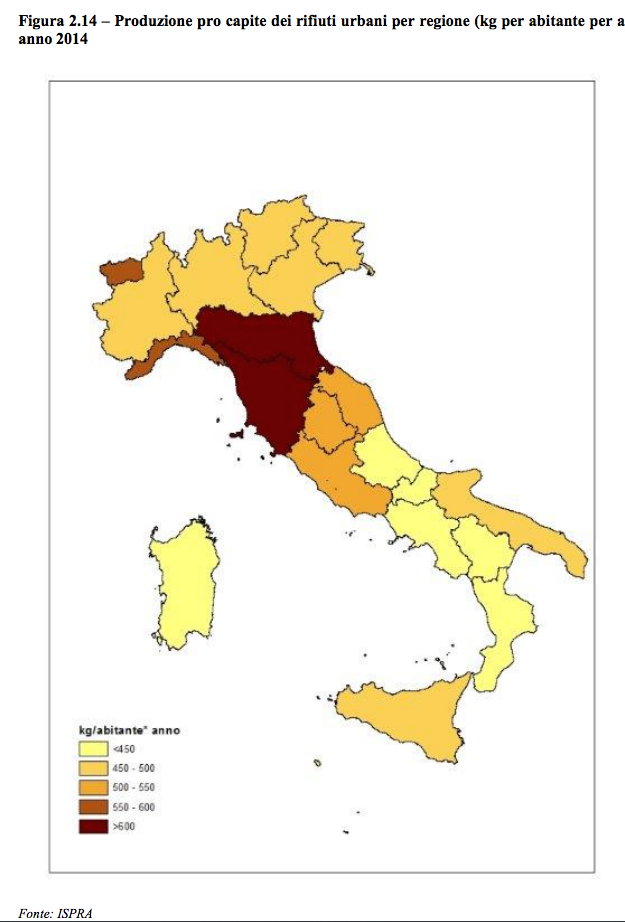 Figura 2.14 – Produzione pro capite dei rifiuti urbani per regione (kg per abitante per a
anno 2014
kg/abitante* anno
<450
450 - 500
500 - 550
550 - 600
>600
Fonte: ISPRA